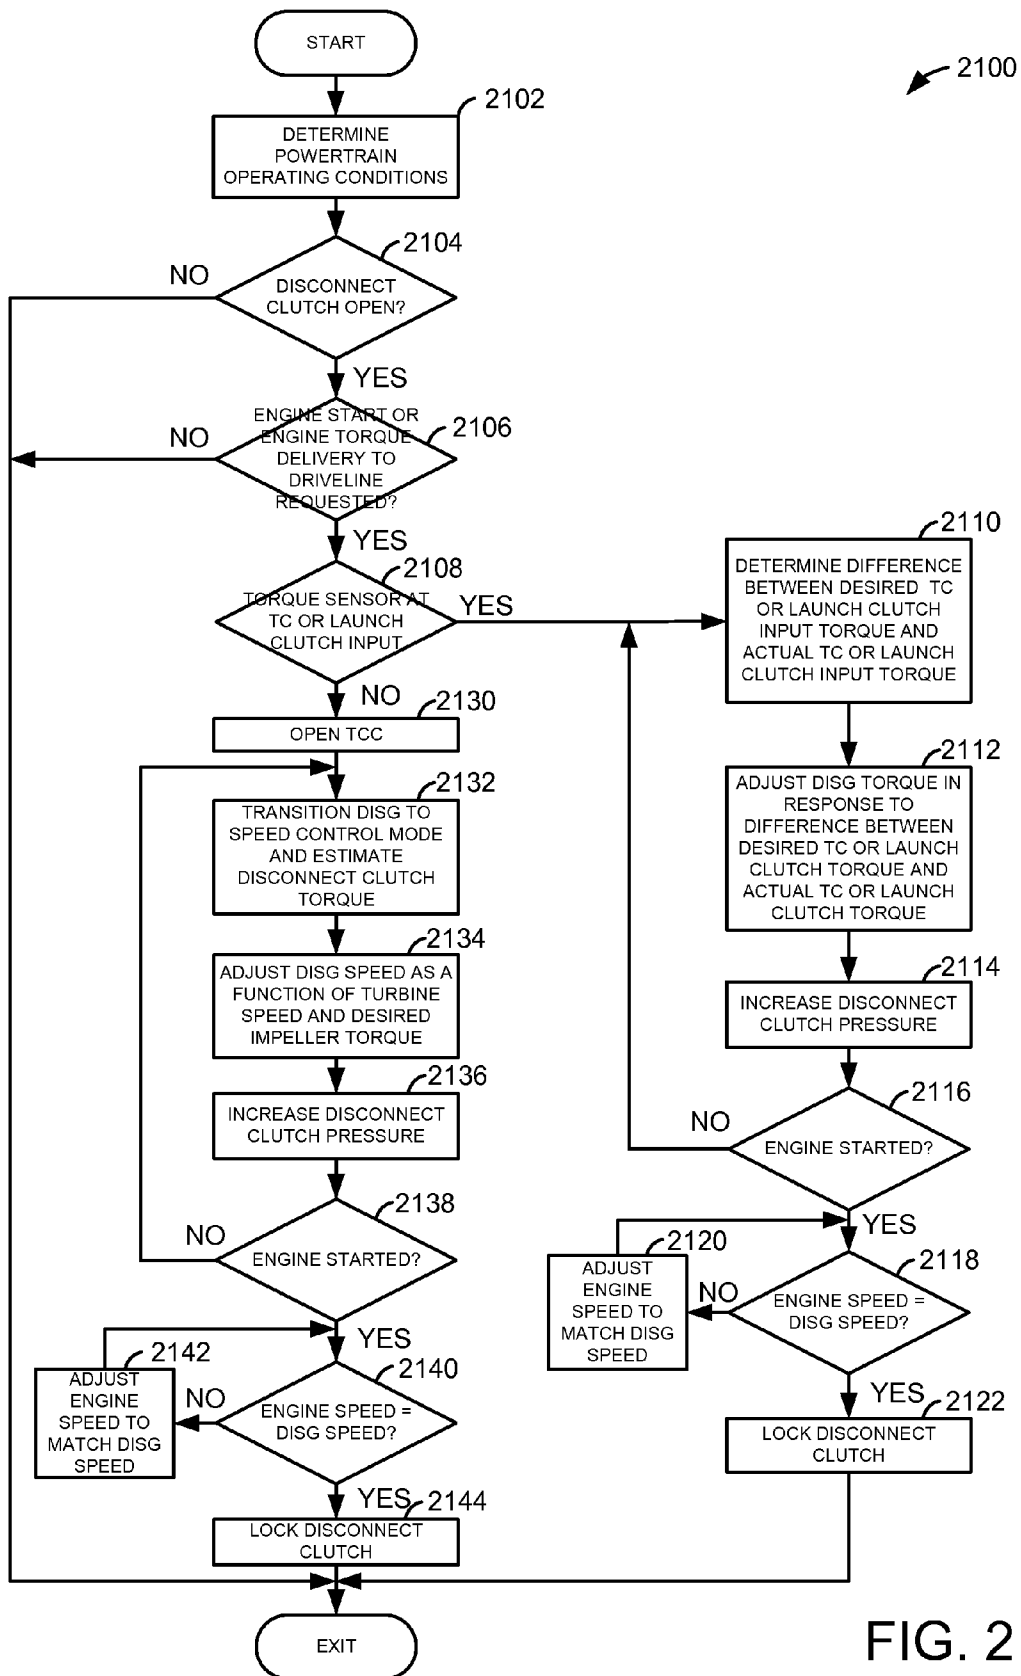 START
2100
2102
DETERMINE
POWERTRAIN
OPERATING CONDITIONS
2104
NO
DISCONNECT
CLUTCH OPEN?
YES
2106
NO
ENGINE START OR
ENGINE TORQUE
DELIVERY TO
DRIVELINE
REQUESTED?
YES
2108
TORQUE SENSOR AT
TC OR LAUNCH
CLUTCH INPUT
YES
NO
2130
OPEN TCC
2132
TRANSITION DISG TO
SPEED CONTROL MODE
AND ESTIMATE
DISCONNECT CLUTCH
TORQUE
2134
ADJUST DISG SPEED AS A
FUNCTION OF TURBINE
SPEED AND DESIRED
IMPELLER TORQUE
2136
INCREASE DISCONNECT
CLUTCH PRESSURE
2138
NO
ENGINE STARTED?
YES
2142
ADJUST
ENGINE
SPEED TO
MATCH DISG
SPEED
2140
NO
ENGINE SPEED =
DISG SPEED?
YES
2144
LOCK DISCONNECT
CLUTCH
2110
DETERMINE DIFFERENCE
BETWEEN DESIRED TC
OR LAUNCH CLUTCH
INPUT TORQUE AND
ACTUAL TC OR LAUNCH
CLUTCH INPUT TORQUE
2112
ADJUST DISG TORQUE IN
RESPONSE TO
DIFFERENCE BETWEEN
DESIRED TC OR LAUNCH
CLUTCH TORQUE AND
ACTUAL TC OR LAUNCH
CLUTCH TORQUE
2114
INCREASE DISCONNECT
CLUTCH PRESSURE
2116
NO
ENGINE STARTED?
YES
2120
ADJUST
ENGINE
SPEED TO
MATCH DISG
SPEED
2118
NO
ENGINE SPEED =
DISG SPEED?
YES
2122
LOCK DISCONNECT
CLUTCH
EXIT
FIG. 2